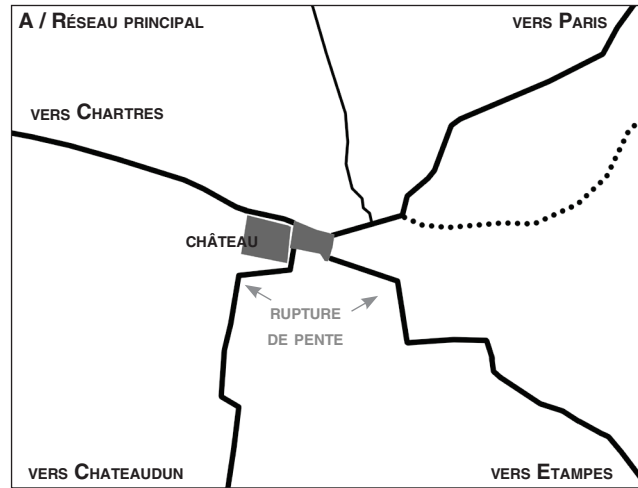 A / RÉSEAU PRINCIPAL
VERS PARIS
VERS CHARTRES
CHÂTEAU
RUPTURE
DE PENTE
VERS CHATEAUDUN
VERS ETAMPES